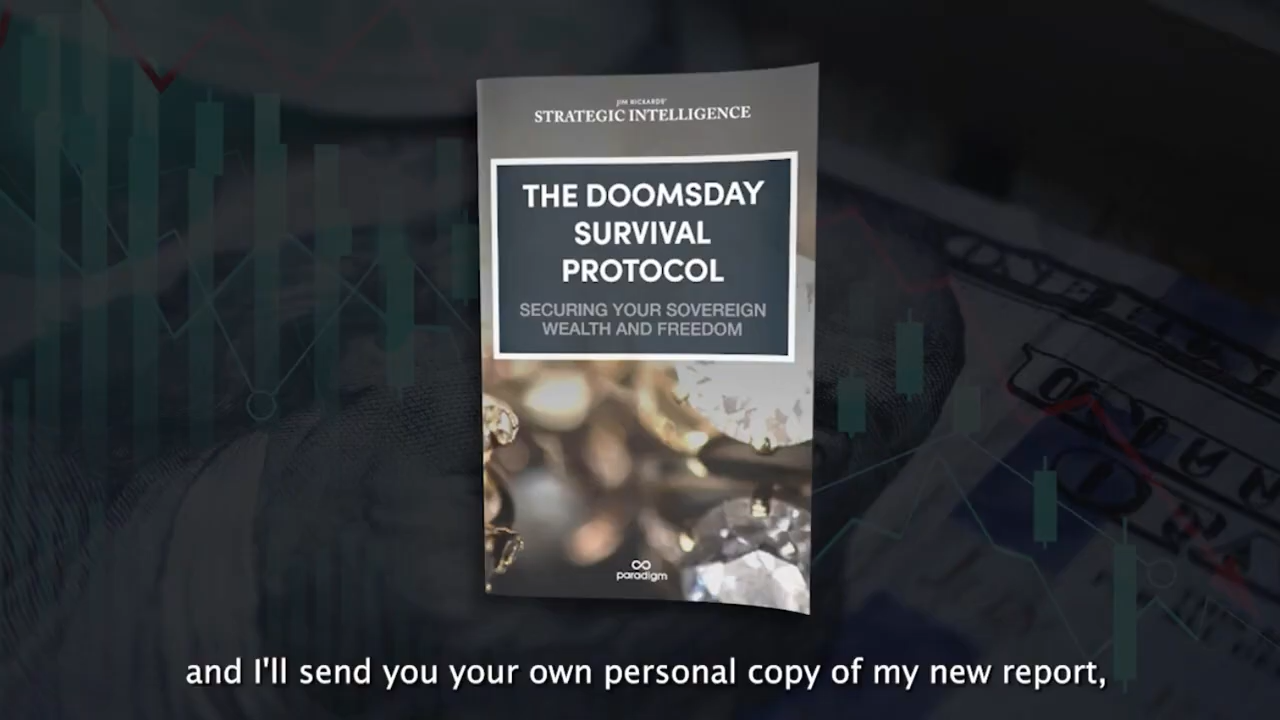 JIM RICKARDS'
STRATEGIC INTELLIGENCE
THE DOOMSDAY
SURVIVAL
PROTOCOL
SECURING YOUR SOVEREIGN
WEALTH AND FREEDOM
paradigm
and I'll send you your own personal copy of my new report,